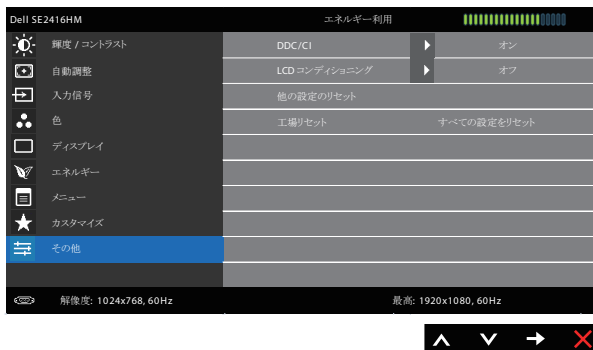 Dell SE2416HM エネルギー利用
輝度 / コントラスト DDC/CI オン
自動調整 LCD コンディショニング オフ
入力信号 他の設定のリセット
色 工場リセット すべての設定をリセット
ディスプレイ
エネルギー
メニュー
カスタマイズ
その他
解像度: 1024x768, 60Hz 最高: 1920x1080, 60Hz